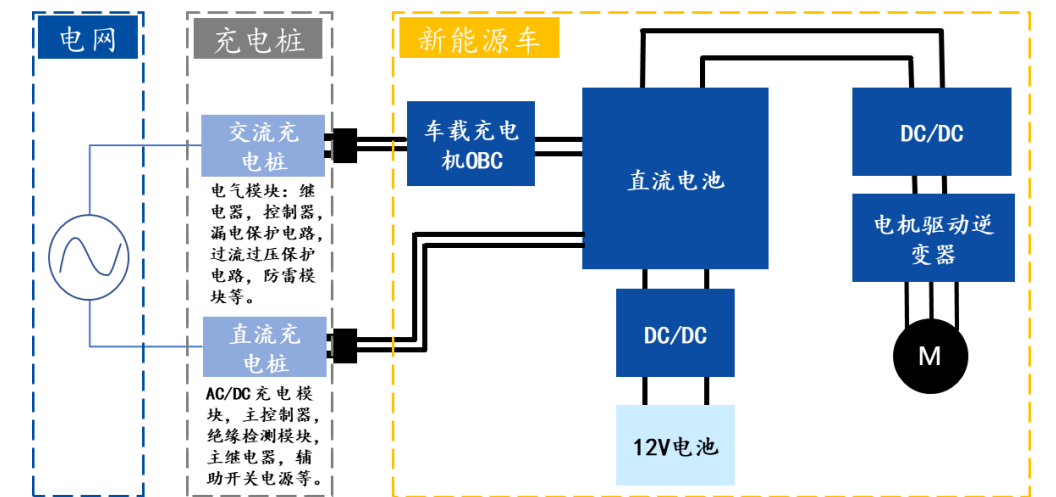 电网
充电桩
新能源车
交流充
电桩
电气模块：继
电器，控制器，
漏电保护电路，
过流过压保护
电路，防雷模
块等。
直流充
电桩
AC/DC充电模
块，主控制器，
绝缘检测模块，
主继电器，辅
助开关电源等。
车载充电
机OBC
直流电池
DC/DC
12V电池
DC/DC
电机驱动逆
变器
M